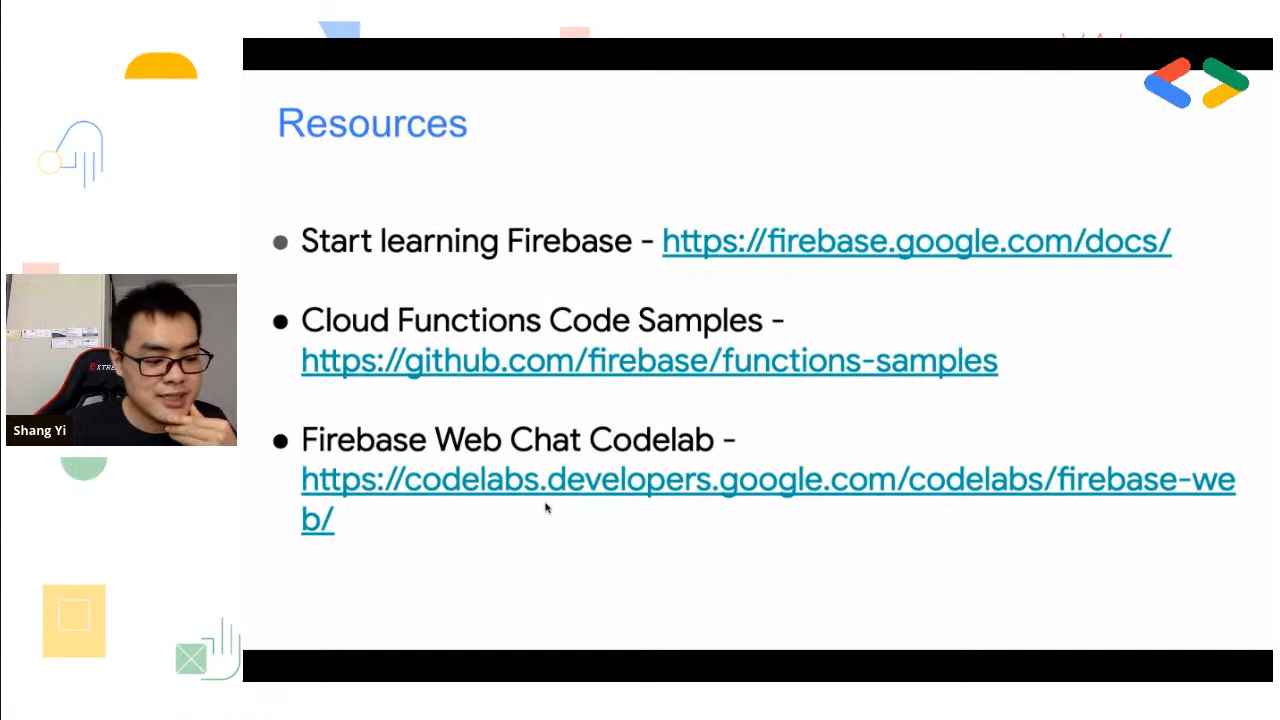 Resources
● Start learning Firebase - https://firebase.google.com/docs/
● Cloud Functions Code Samples -
https://github.com/firebase/functions-samples
● Firebase Web Chat Codelab -
https://codelabs.developers.google.com/codelabs/firebase-we
b/
EXTRE
Shang Yi